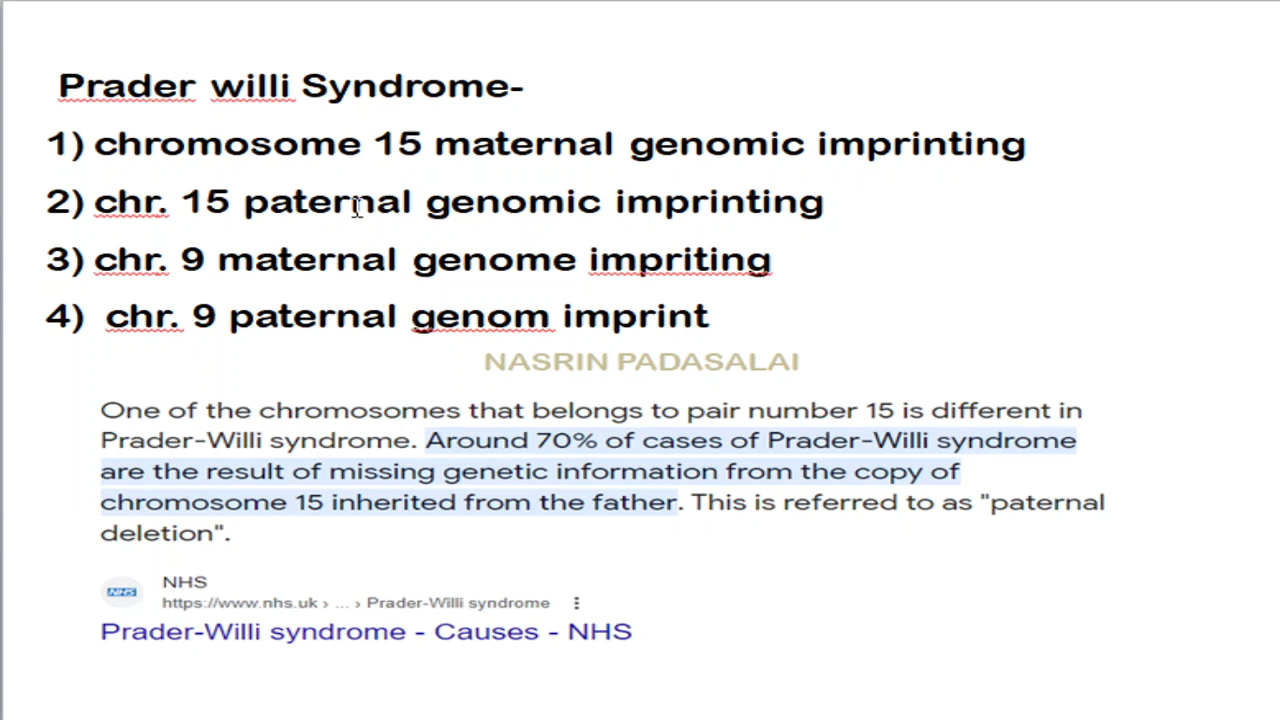 Prader willi Syndrome-
1) chromosome 15 maternal genomic imprinting
2) chr. 15 paternal genomic imprinting
3) chr. 9 maternal genome impriting
4) chr. 9 paternal genom imprint
NASRIN PADASALAI
One of the chromosomes that belongs to pair number 15 is different in
Prader-Willi syndrome. Around 70% of cases of Prader-Willi syndrome
are the result of missing genetic information from the copy of
chromosome 15 inherited from the father. This is referred to as "paternal
deletion".
NHS
NHS
https://www.nhs.uk › ... › Prader-Willi syndrome
Prader-Willi syndrome - Causes - NHS